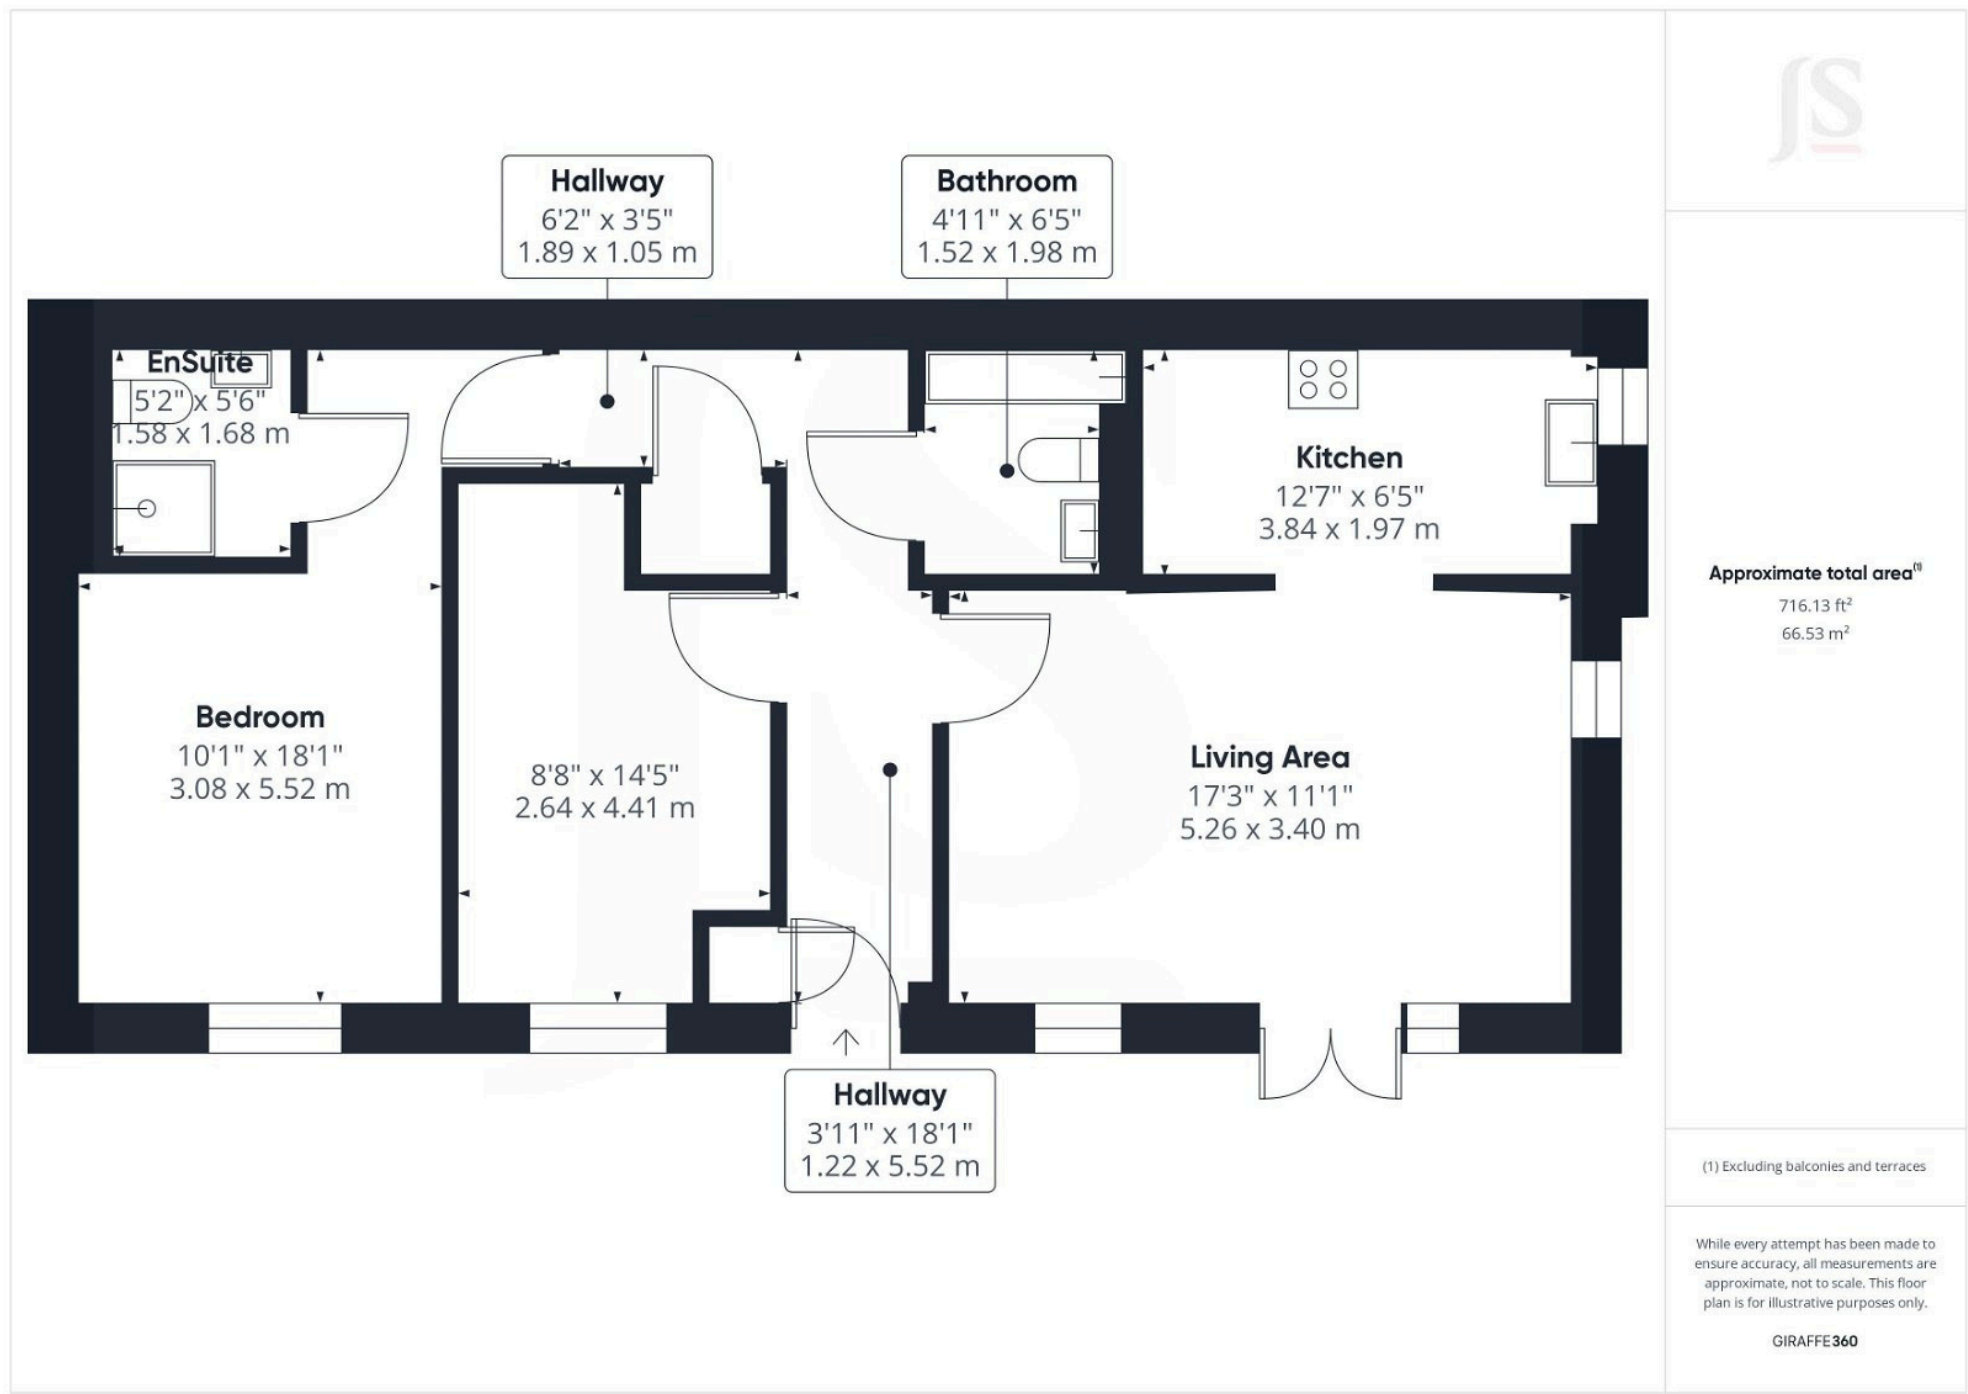 Hallway
6'2" x 3'5"
1.89 x 1.05 m
Bathroom
4'11" x 6'5"
1.52 x 1.98 m
EnSuite
5'2" x 5'6"
1.58 x 1.68 m
Kitchen
12'7" x 6'5"
3.84 x 1.97 m
Bedroom
10'1" x 18'1"
3.08 x 5.52 m
8'8" x 14'5"
2.64 x 4.41 m
Living Area
17'3" x 11'1"
5.26 x 3.40 m
Hallway
3'11" x 18'1"
1.22 x 5.52 m
JS
Approximate total area⁽¹⁾
716.13 ft²
66.53 m²
(1) Excluding balconies and terraces
While every attempt has been made to
ensure accuracy, all measurements are
approximate, not to scale. This floor
plan is for illustrative purposes only.
GIRAFFE360